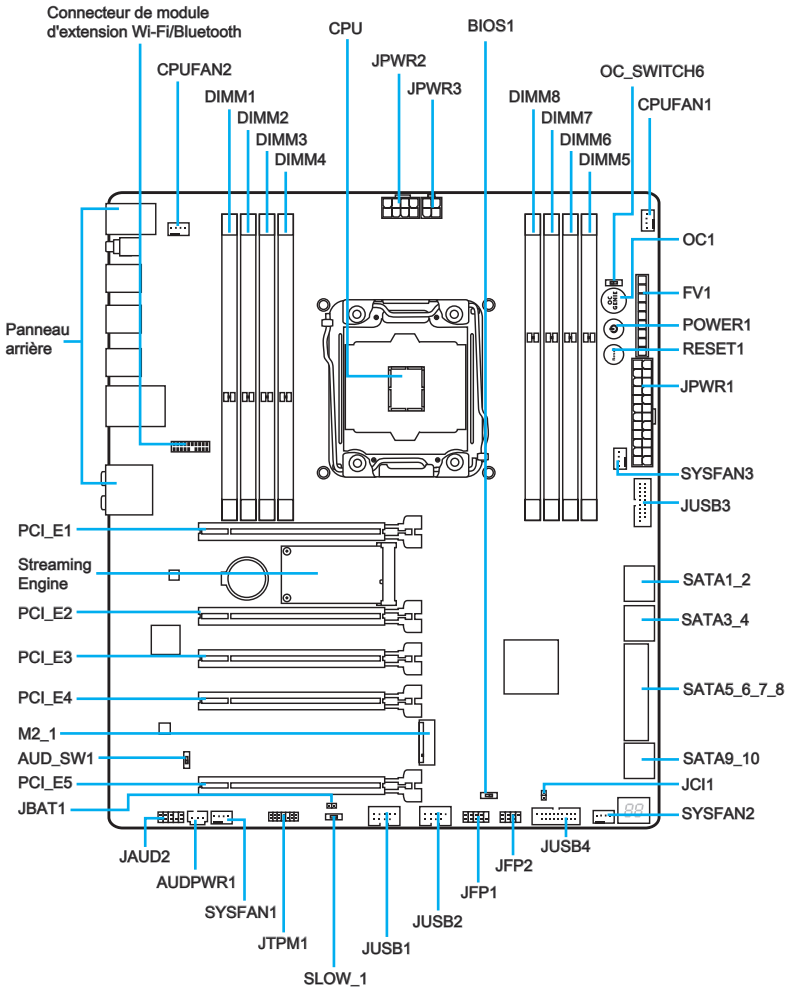 Connecteur de module
d'extension Wi-Fi/Bluetooth
CPU
BIOS1
JPWR2
OC_SWITCH6
CPUFAN2
JPWR3
CPUFAN1
DIMM1
DIMM2
DIMM3
DIMM4
DIMM8
DIMM7
DIMM6
DIMM5
OC1
OC
GENIE
FV1
POWER1
RESET1
Panneau
arrière
JPWR1
SYSFAN3
JUSB3
PCI_E1
Streaming
Engine
SATA1_2
PCI_E2
SATA3_4
PCI_E3
PCI_E4
SATA5_6_7_8
M2_1
AUD_SW1
SATA9_10
PCI_E5
JCI1
JBAT1
88
SYSFAN2
JAUD2
AUDPWR1
SYSFAN1
JTPM1
SLOW_1
JUSB1
JUSB2
JFP1
JFP2
JUSB4